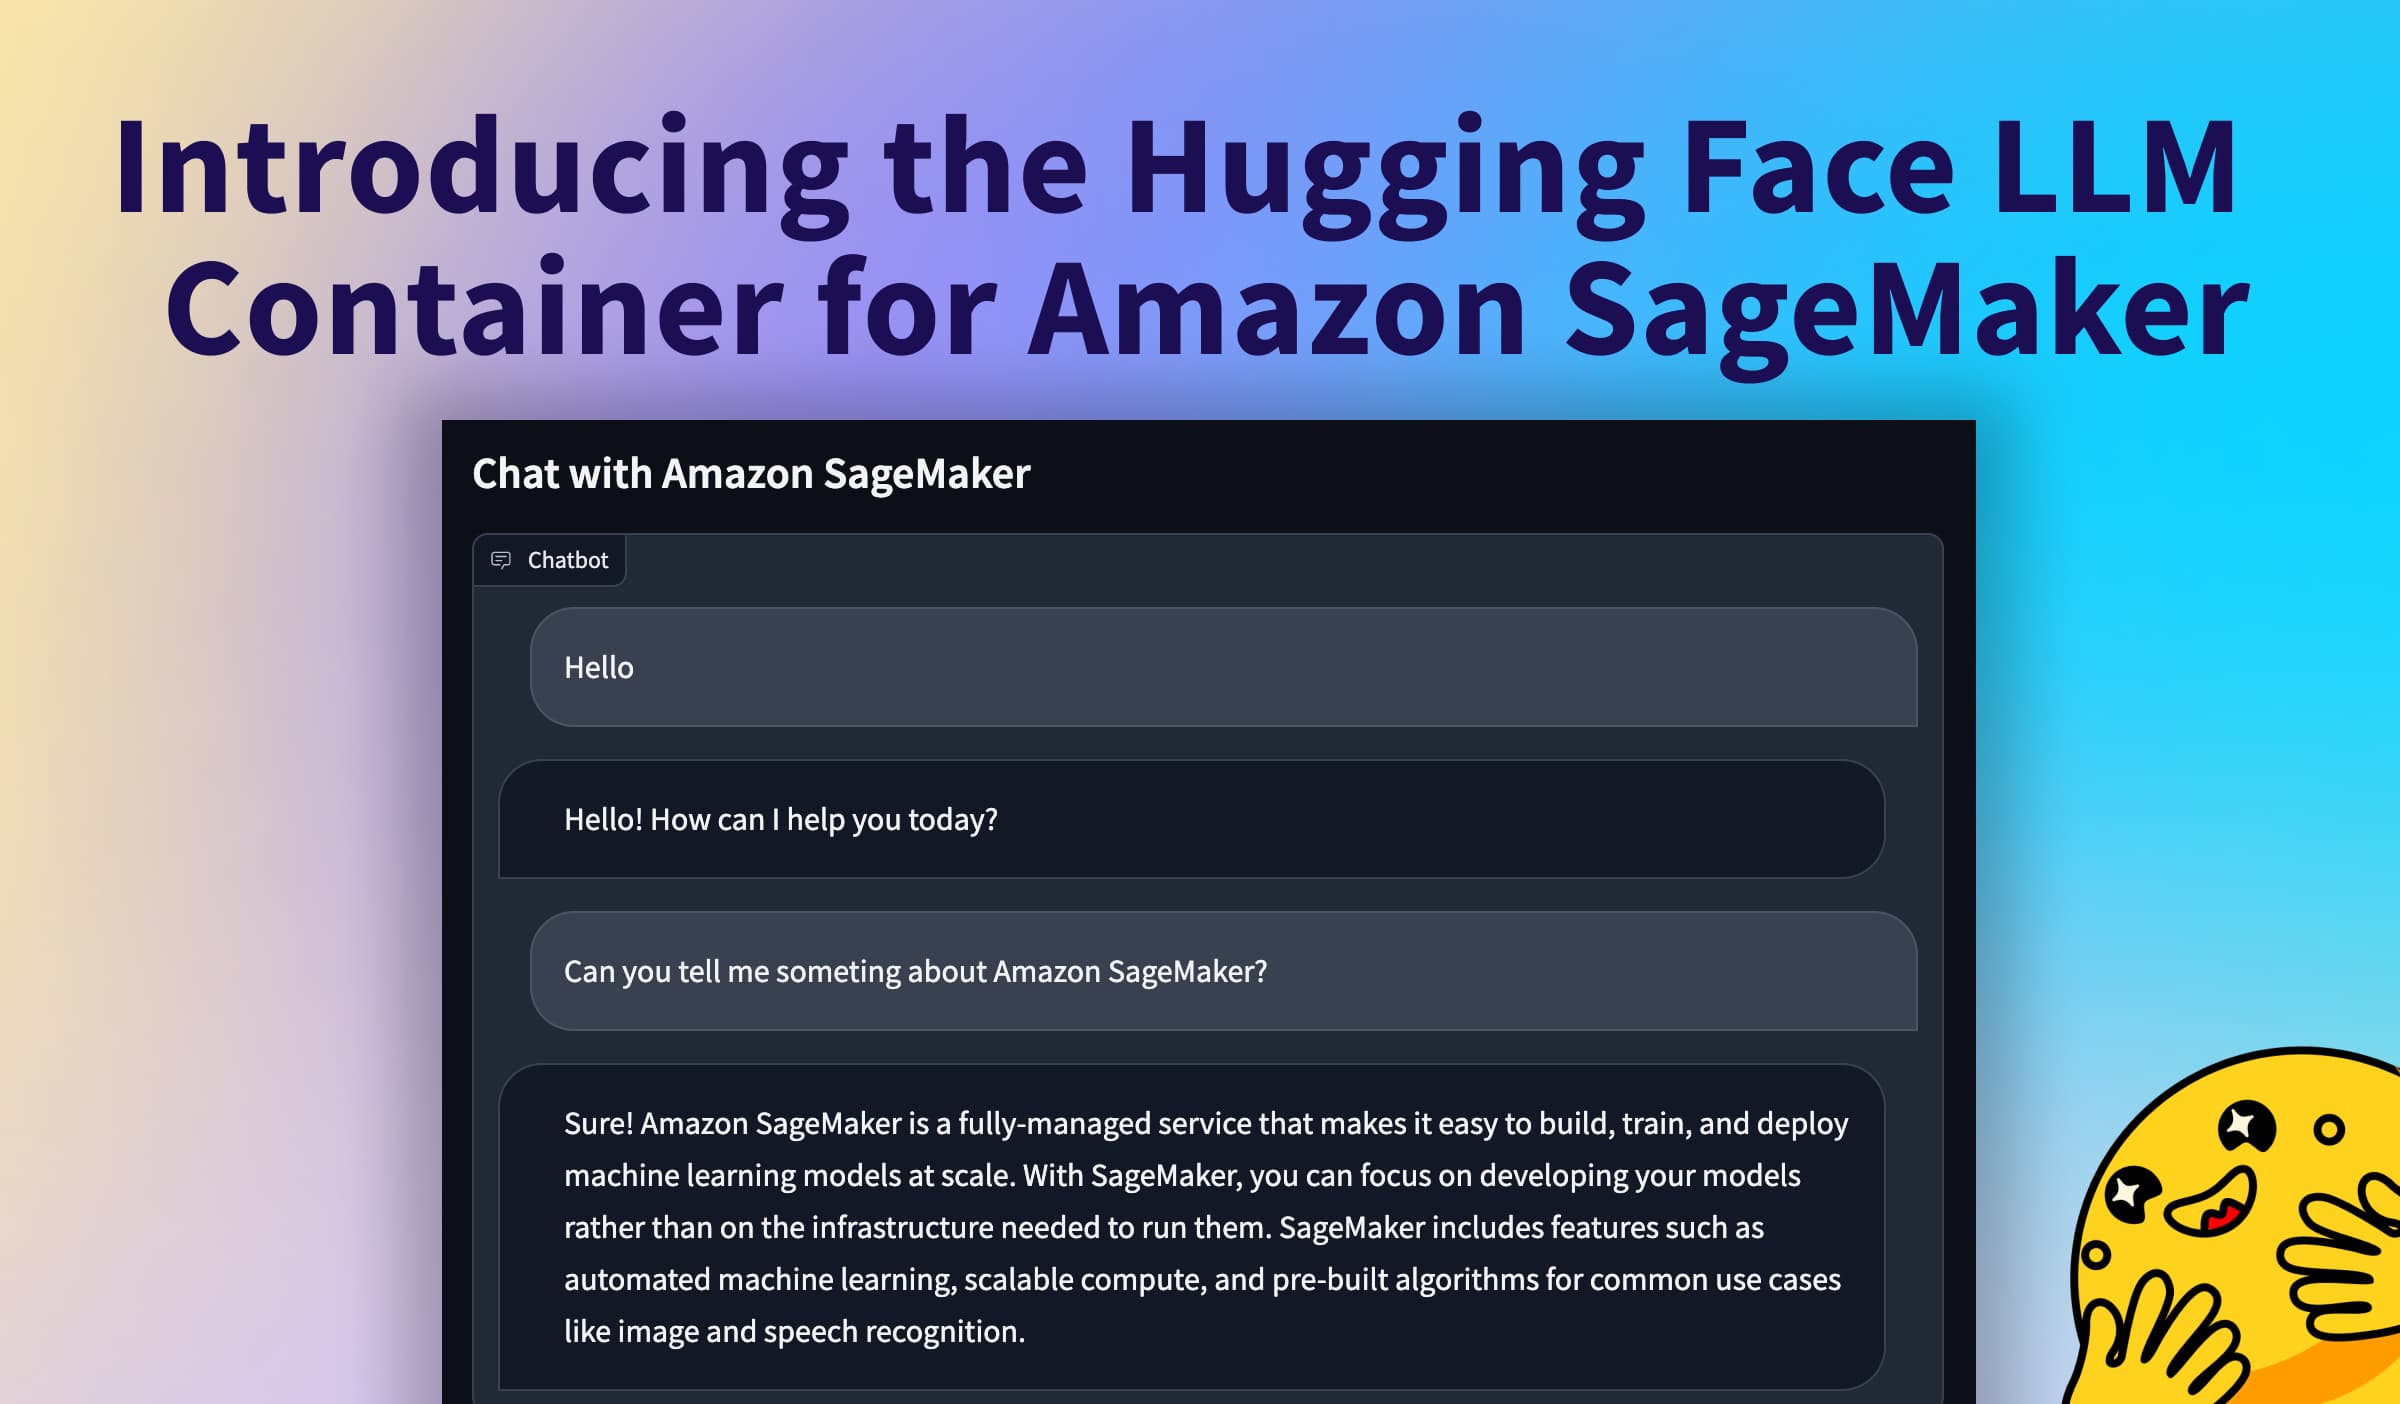 Introducing the Hugging Face LLM
Container for Amazon SageMaker
Chat with Amazon SageMaker
Chatbot
Hello
Hello! How can I help you today?
Can you tell me someting about Amazon SageMaker?
Sure! Amazon SageMaker is a fully-managed service that makes it easy to build, train, and deploy
machine learning models at scale. With SageMaker, you can focus on developing your models
rather than on the infrastructure needed to run them. SageMaker includes features such as
automated machine learning, scalable compute, and pre-built algorithms for common use cases
like image and speech recognition.